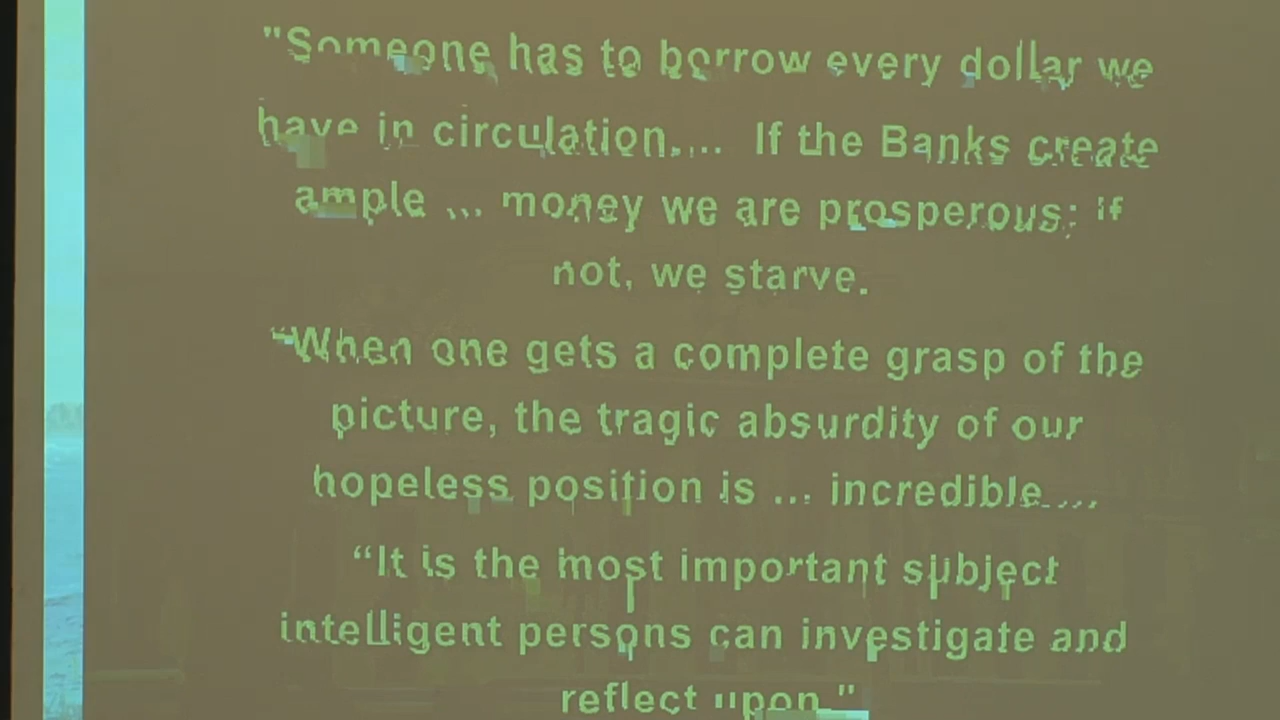 "Someone has to borrow every dollar we
have in circulation.... If the Banks create
ample ... money we are prosperous; if
not, we starve.
“When one gets a complete grasp of the
picture, the tragic absurdity of our
hopeless position is ... incredible....
“It is the most important subject
intelligent persons can investigate and
reflect upon."